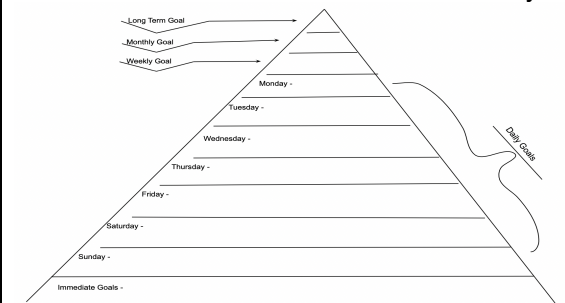 Long Term Goal
Monthly Goal
Weekly Goal
Monday -
Tuesday -
Wednesday -
Thursday -
Friday -
Saturday -
Sunday -
Immediate Goals -
Daily Goals